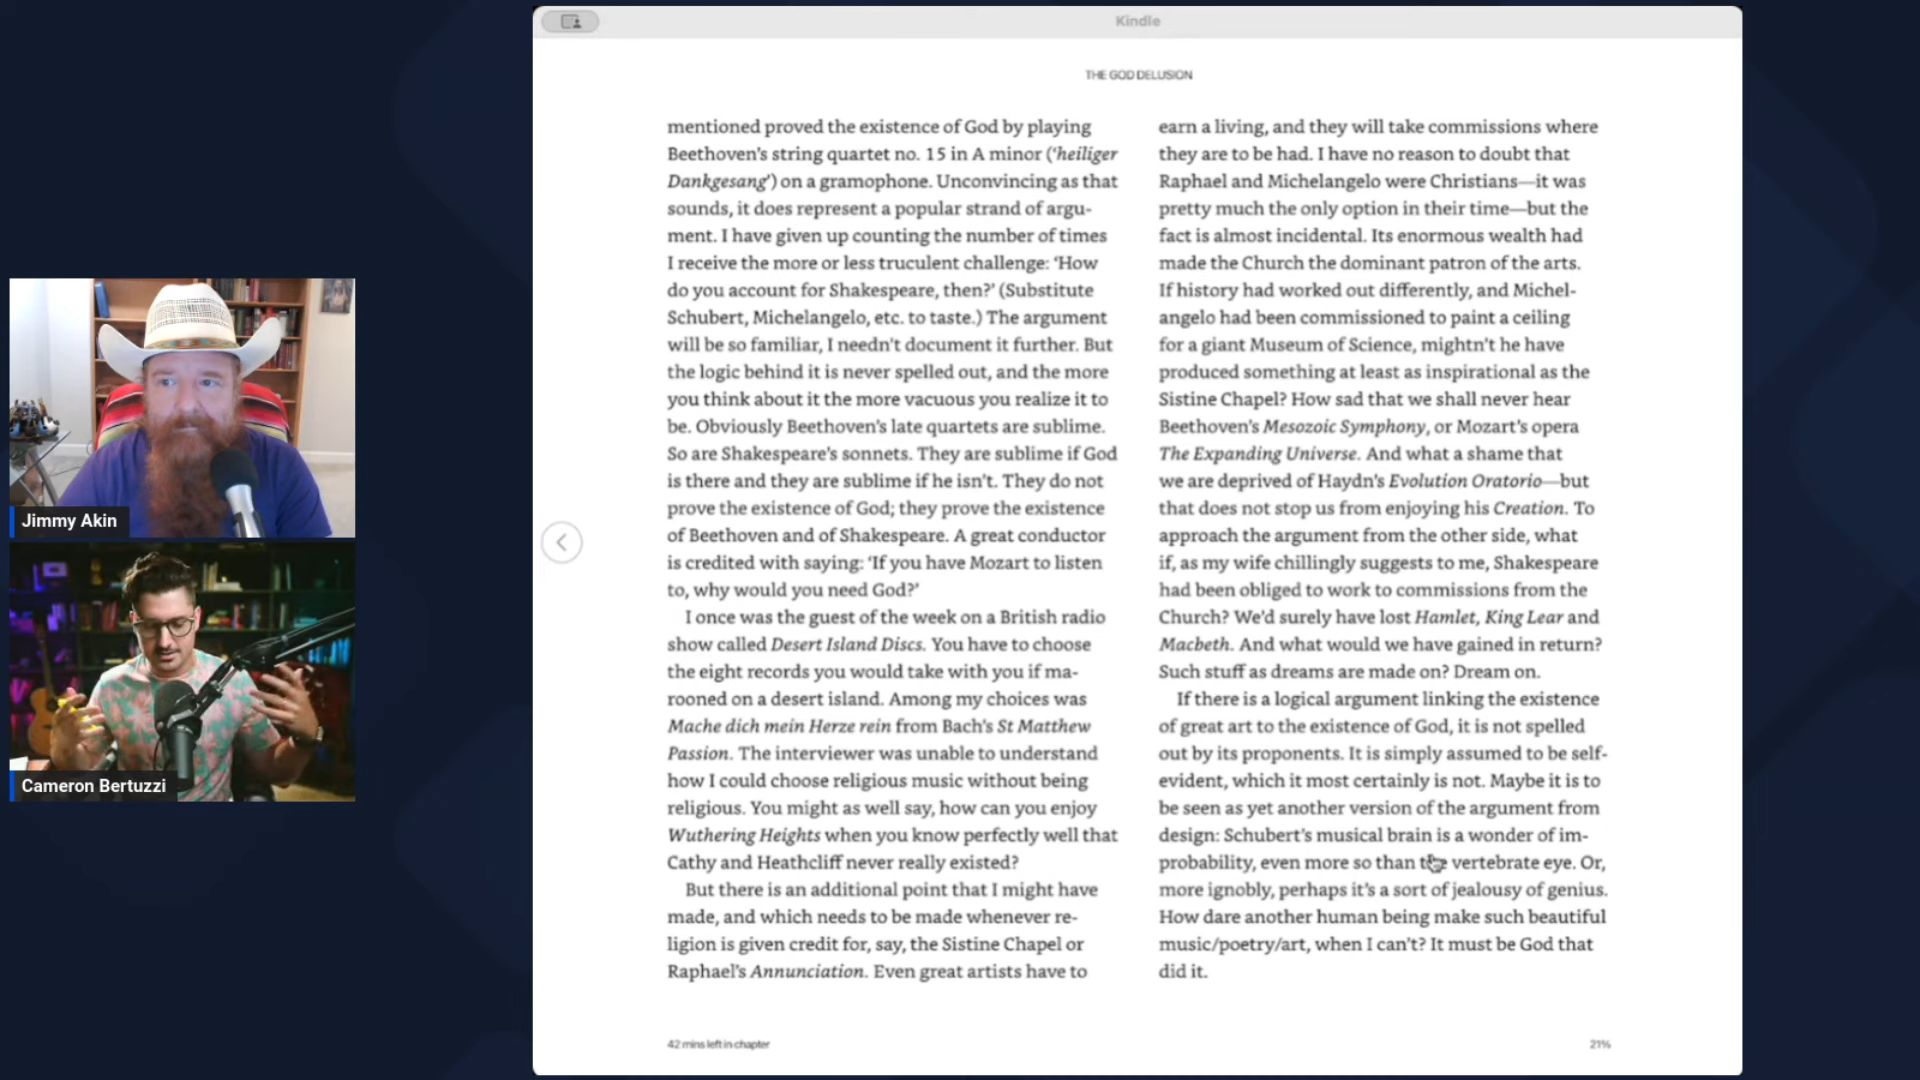 Kindle
THE GOD DELUSION
mentioned proved the existence of God by playing
Beethoven's string quartet no. 15 in A minor ('heiliger
Dankgesang') on a gramophone. Unconvincing as that
sounds, it does represent a popular strand of argu-
ment. I have given up counting the number of times
I receive the more or less truculent challenge: 'How
do you account for Shakespeare, then?' (Substitute
Schubert, Michelangelo, etc. to taste.) The argument
will be so familiar, I needn't document it further. But
the logic behind it is never spelled out, and the more
you think about it the more vacuous you realize it to
be. Obviously Beethoven's late quartets are sublime.
So are Shakespeare's sonnets. They are sublime if God
is there and they are sublime if he isn't. They do not
prove the existence of God; they prove the existence
of Beethoven and of Shakespeare. A great conductor
is credited with saying: 'If you have Mozart to listen
to, why would you need God?'
I once was the guest of the week on a British radio
show called Desert Island Discs. You have to choose
the eight records you would take with you if ma-
rooned on a desert island. Among my choices was
Mache dich mein Herze rein from Bach's St Matthew
Passion. The interviewer was unable to understand
how I could choose religious music without being
religious. You might as well say, how can you enjoy
Wuthering Heights when you know perfectly well that
Cathy and Heathcliff never really existed?
But there is an additional point that I might have
made, and which needs to be made whenever re-
ligion is given credit for, say, the Sistine Chapel or
Raphael's Annunciation. Even great artists have to
earn a living, and they will take commissions where
they are to be had. I have no reason to doubt that
Raphael and Michelangelo were Christians—it was
pretty much the only option in their time—but the
fact is almost incidental. Its enormous wealth had
made the Church the dominant patron of the arts.
If history had worked out differently, and Michel-
angelo had been commissioned to paint a ceiling
for a giant Museum of Science, mightn't he have
produced something at least as inspirational as the
Sistine Chapel? How sad that we shall never hear
Beethoven's Mesozoic Symphony, or Mozart's opera
The Expanding Universe. And what a shame that
we are deprived of Haydn's Evolution Oratorio—but
that does not stop us from enjoying his Creation. To
approach the argument from the other side, what
if, as my wife chillingly suggests to me, Shakespeare
had been obliged to work to commissions from the
Church? We'd surely have lost Hamlet, King Lear and
Macbeth. And what would we have gained in return?
Such stuff as dreams are made on? Dream on.
If there is a logical argument linking the existence
of great art to the existence of God, it is not spelled
out by its proponents. It is simply assumed to be self-
evident, which it most certainly is not. Maybe it is to
be seen as yet another version of the argument from
design: Schubert's musical brain is a wonder of im-
probability, even more so than the vertebrate eye. Or,
more ignobly, perhaps it's a sort of jealousy of genius.
How dare another human being make such beautiful
music/poetry/art, when I can't? It must be God that
did it.
42 mins left in chapter
21%
Jimmy Akin
Cameron Bertuzzi